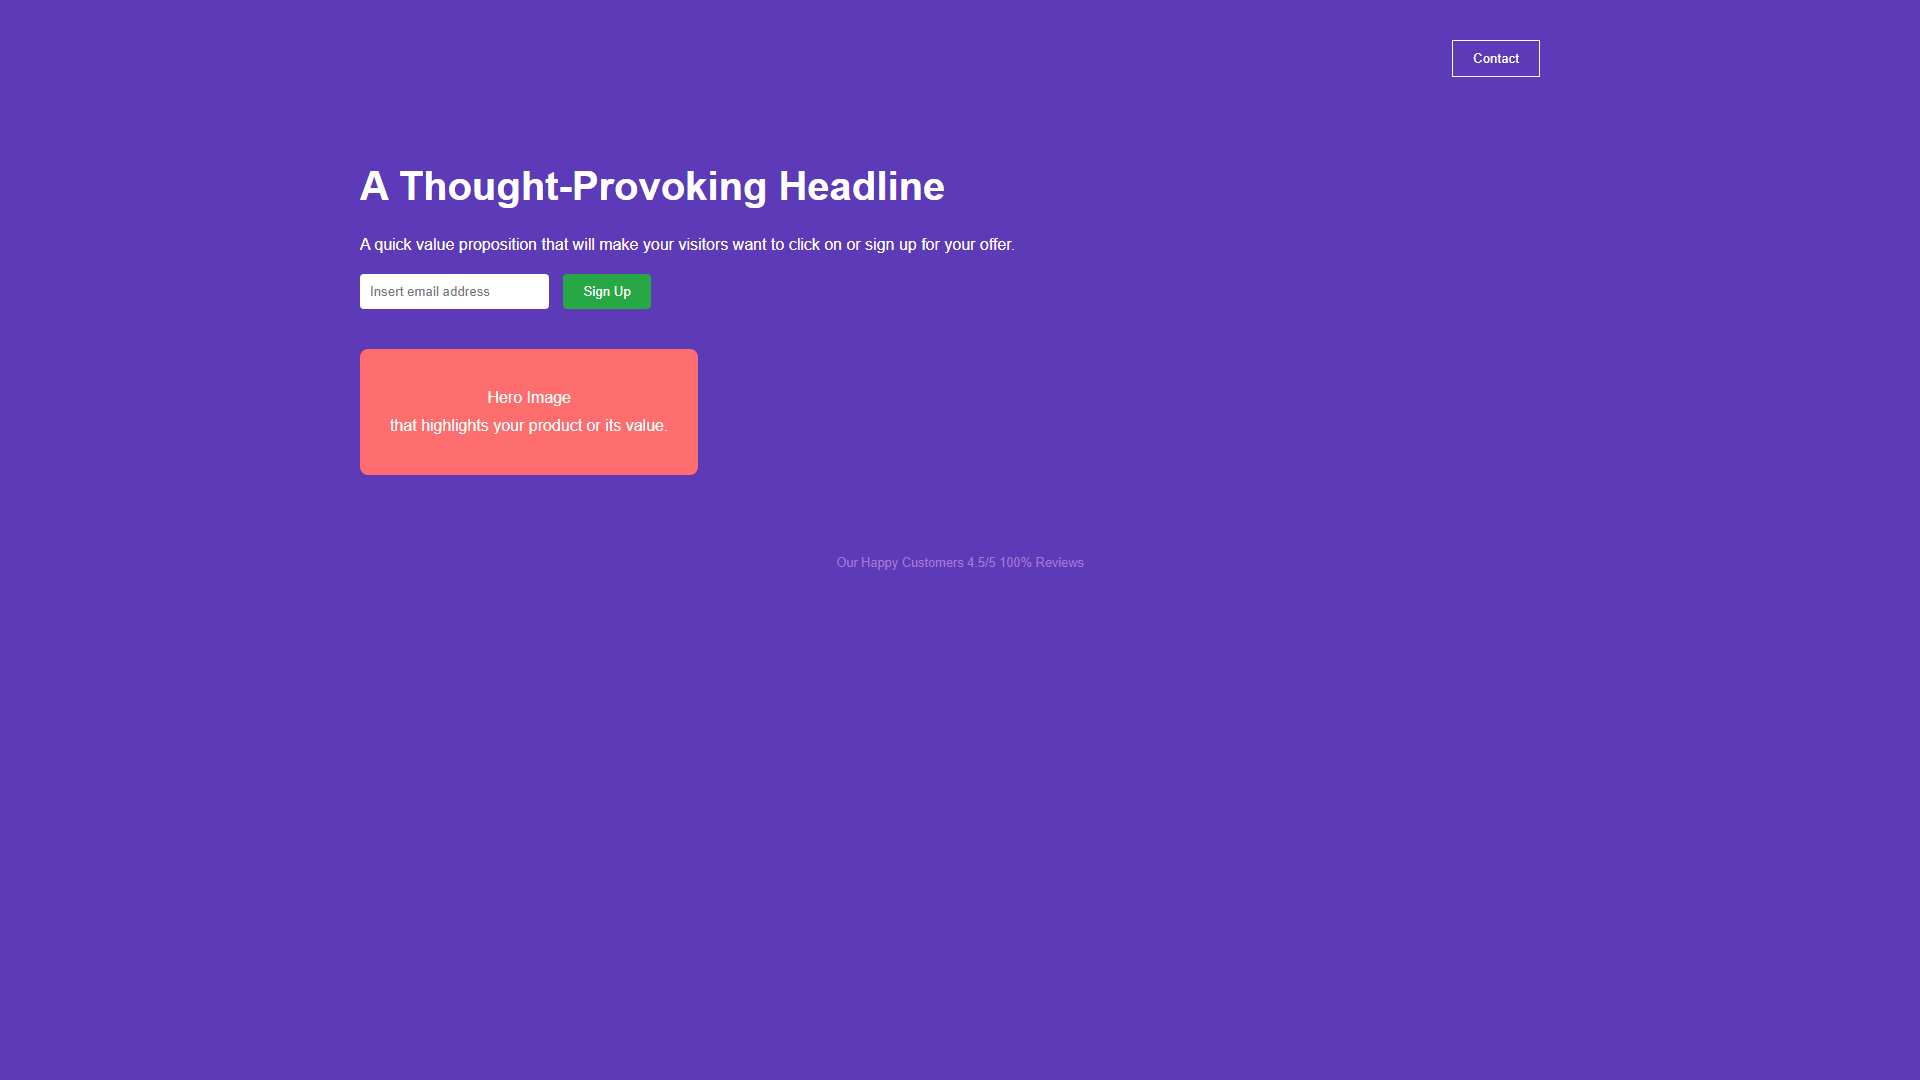 Contact
A Thought-Provoking Headline
A quick value proposition that will make your visitors want to click on or sign up for your offer.
Insert email address
Sign Up
Hero Image
that highlights your product or its value.
Our Happy Customers 4.5/5 100% Reviews